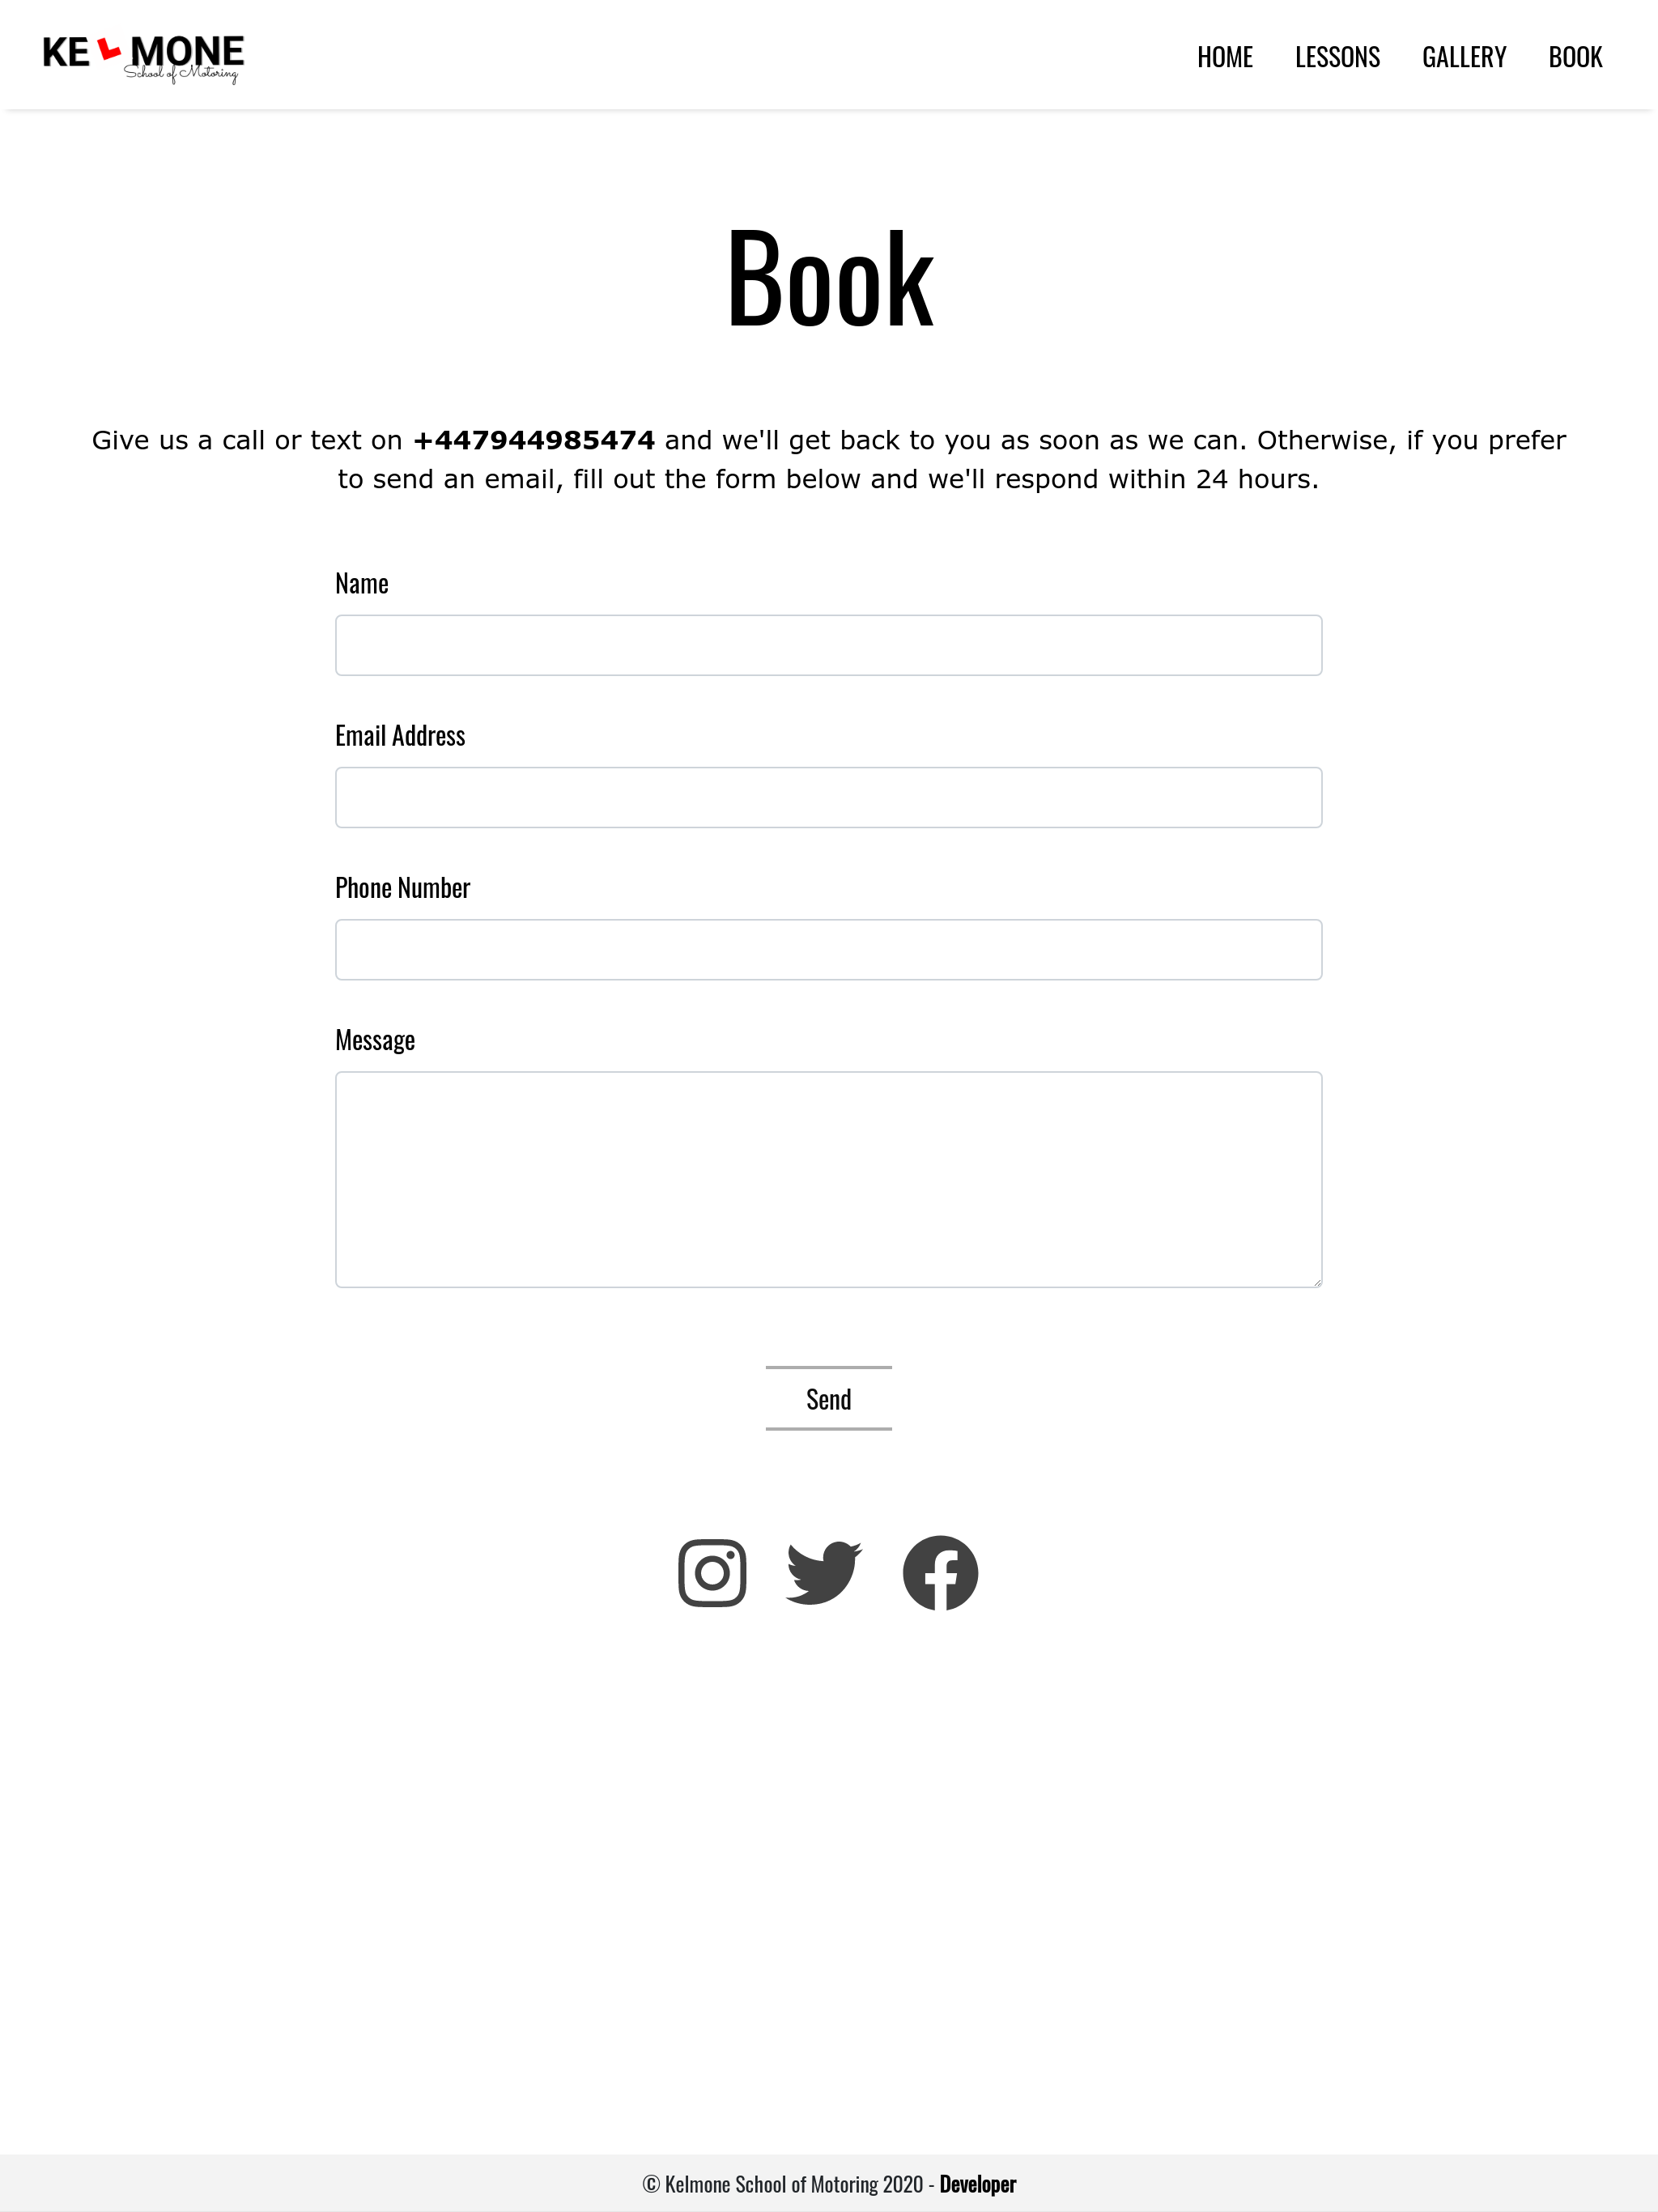 KE L MONE
School of Motoring
HOME LESSONS GALLERY BOOK
Book
Give us a call or text on +447944985474 and we'll get back to you as soon as we can. Otherwise, if you prefer
to send an email, fill out the form below and we'll respond within 24 hours.
Name
Email Address
Phone Number
Message
Send
© Kelmone School of Motoring 2020 - Developer